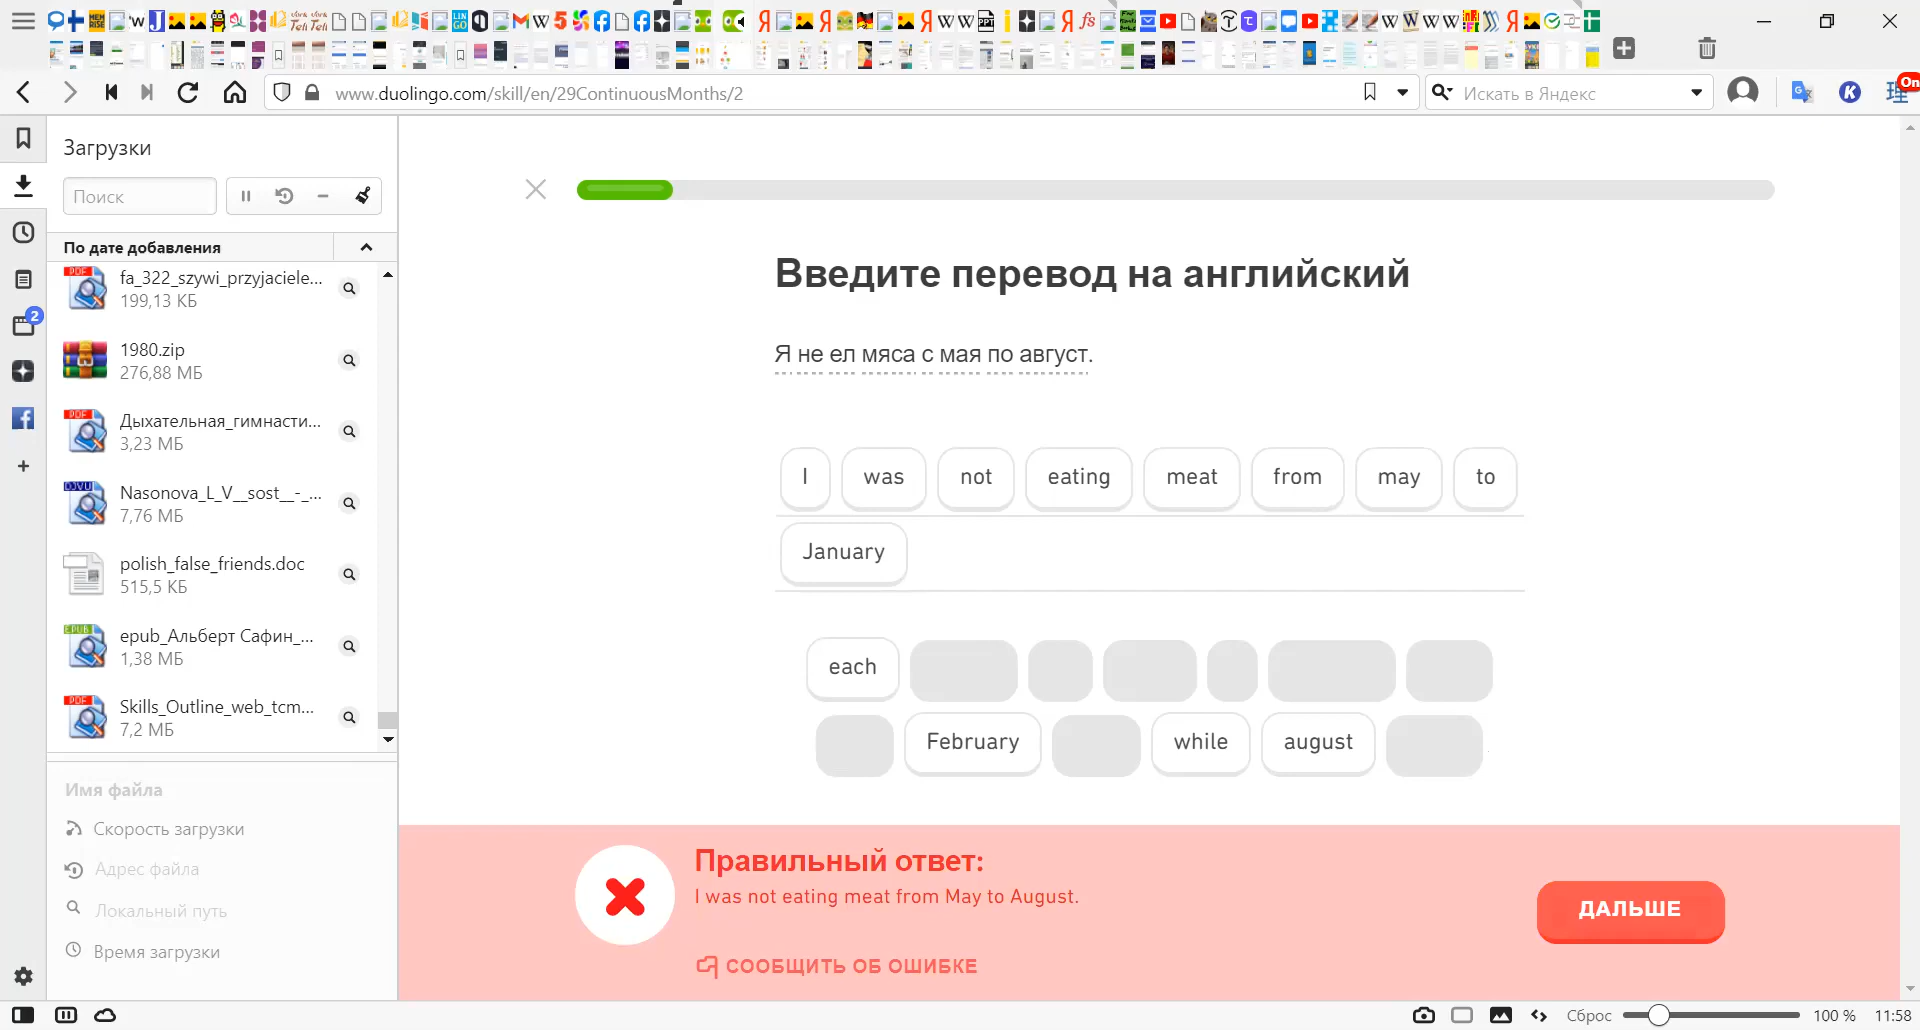 www.duolingo.com/skill/en/29ContinuousMonths/2
Искать в Яндекс
On
Загрузки
Поиск
По дате добавления
fa_322_szywi_przyjaciele...
199,13 КБ
1980.zip
276,88 МБ
Дыхательная_гимнасти...
3,23 МБ
Nasonova_L_V__sost__-_...
7,76 МБ
polish_false_friends.doc
515,5 КБ
epub_Альберт Сафин_...
1,38 МБ
Skills_Outline_web_tcm...
7,2 МБ
2
Имя файла
Скорость загрузки
Адрес файла
Локальный путь
Время загрузки
Введите перевод на английский
Я не ел мяса с мая по август.
I was not eating meat from may to
January
each
February while august
Правильный ответ:
I was not eating meat from May to August.
СООБЩИТЬ ОБ ОШИБКЕ
ДАЛЬШЕ
Сброс 100 % 11:58